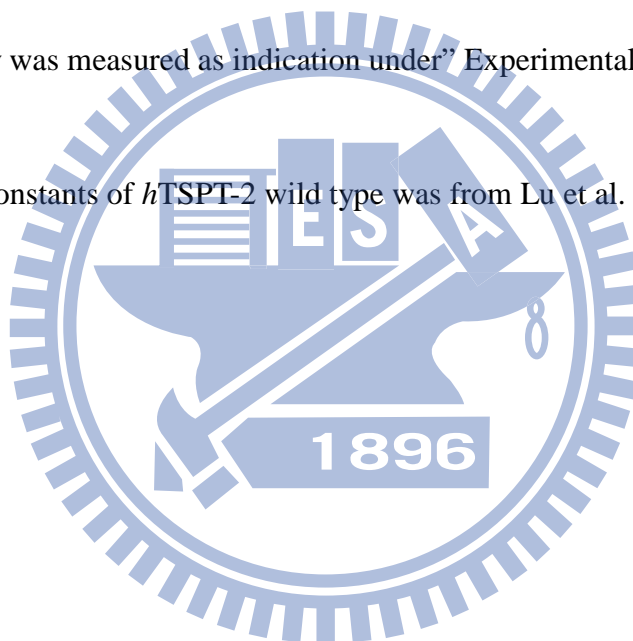 y was measured as indication under” Experimental
onstants of hTSPT-2 wild type was from Lu et al.
E S A
1896